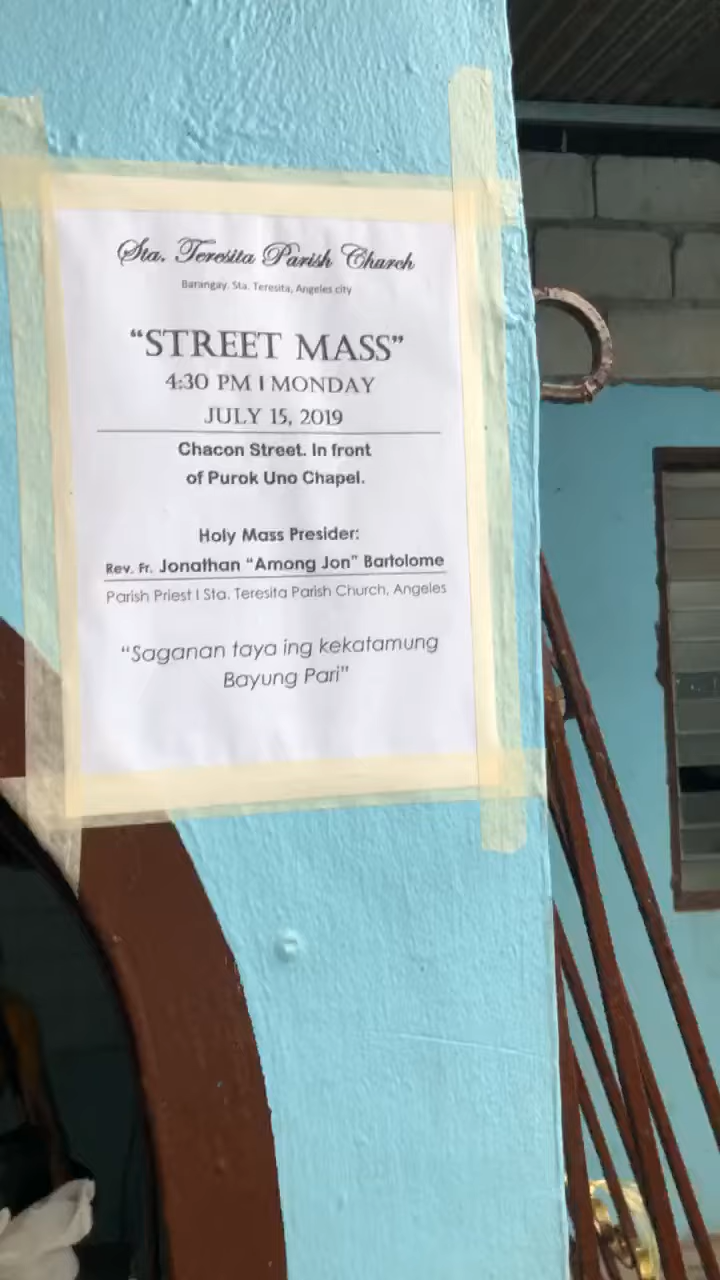 Sta. Teresita Parish Church
Barangay. Sta. Teresita, Angeles city
“STREET MASS”
4:30 PM I MONDAY
JULY 15, 2019
Chacon Street. In front
of Purok Uno Chapel.
Holy Mass Presider:
Rev. Fr. Jonathan “Among Jon” Bartolome
Parish Priest I Sta. Teresita Parish Church, Angeles
“Saganan taya ing kekatamung
Bayung Pari”